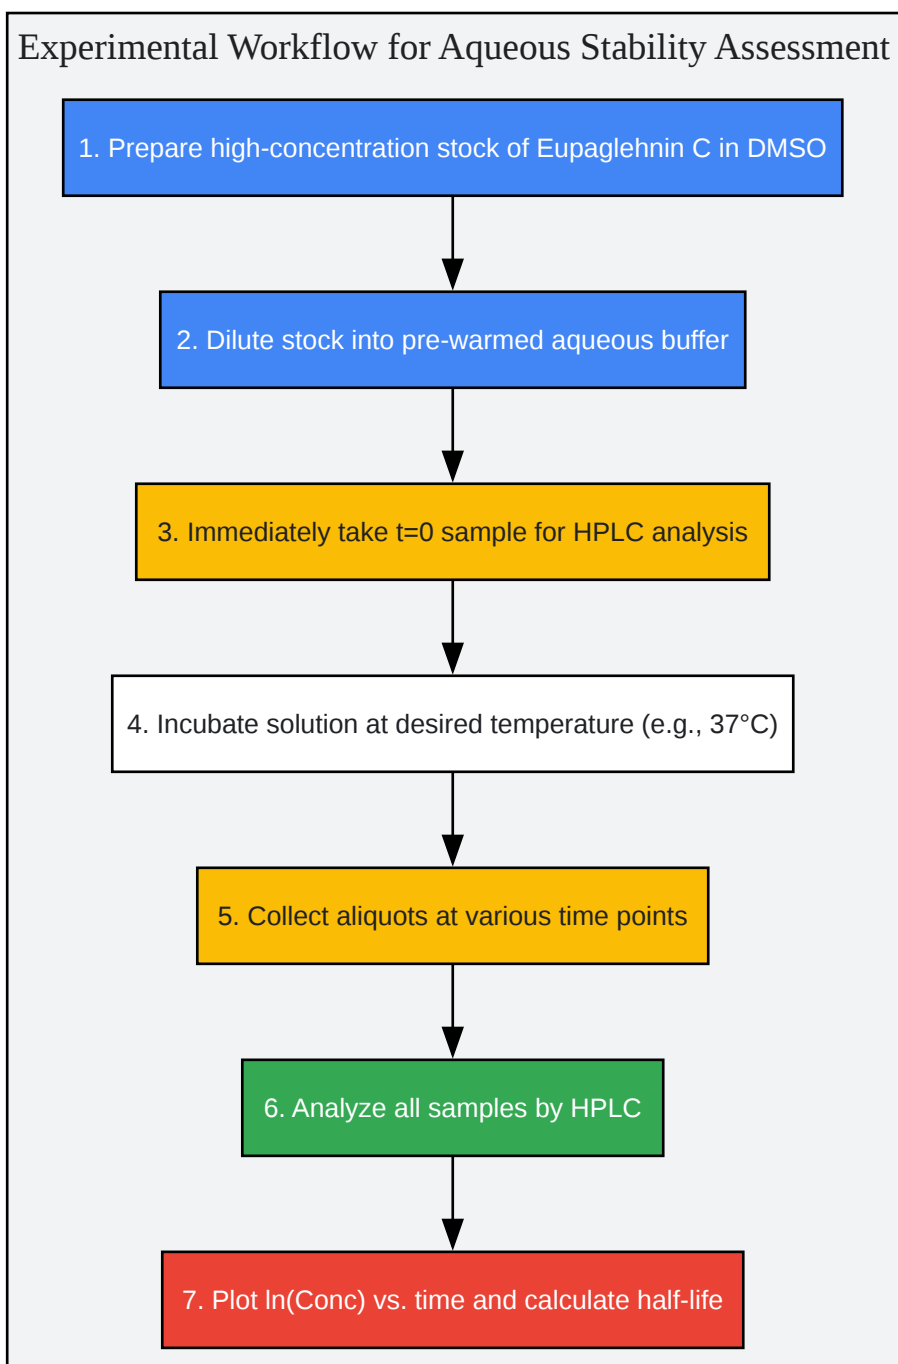 Experimental Workflow for Aqueous Stability Assessment
1. Prepare high-concentration stock of Eupaglehnin C in DMSO
2. Dilute stock into pre-warmed aqueous buffer
3. Immediately take t=0 sample for HPLC analysis
4. Incubate solution at desired temperature (e.g., 37°C)
5. Collect aliquots at various time points
6. Analyze all samples by HPLC
7. Plot ln(Conc) vs. time and calculate half-life